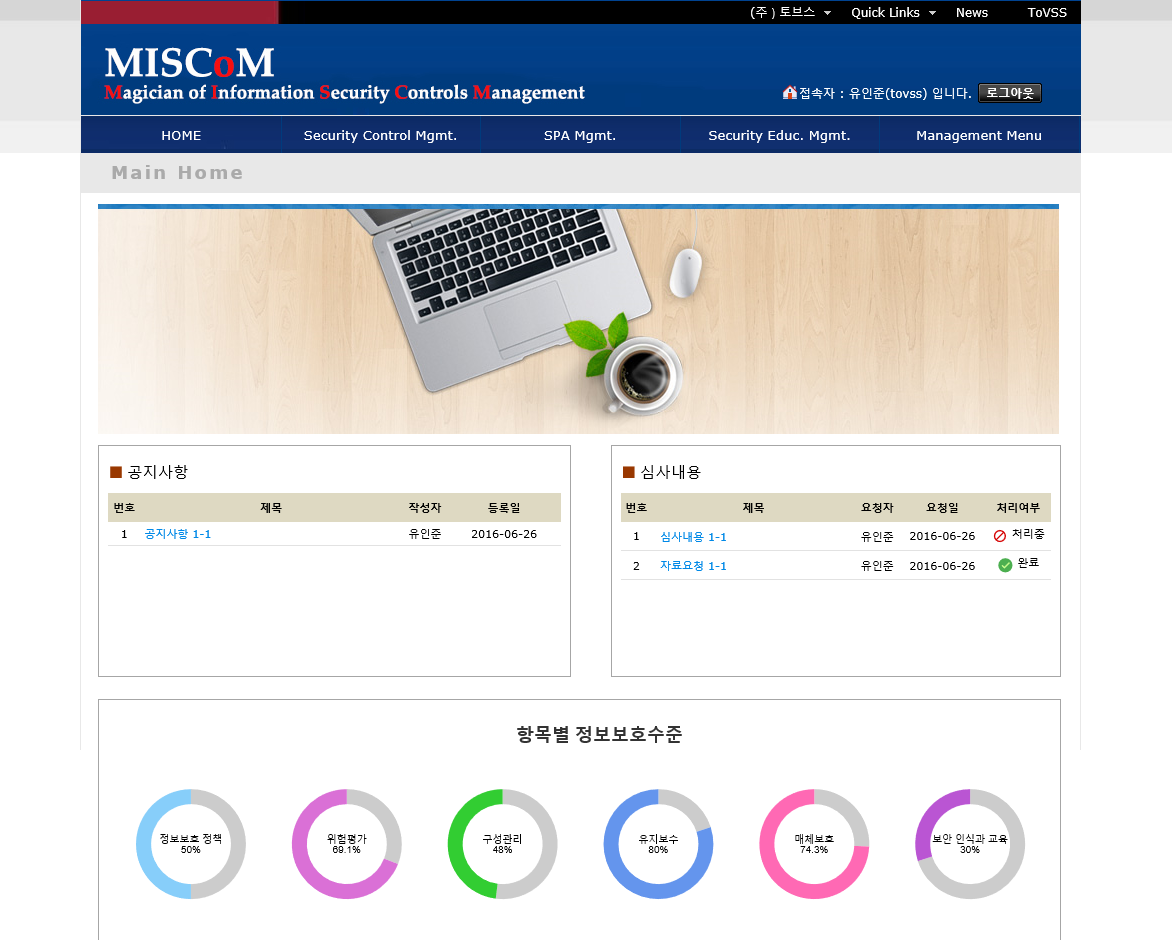 (주 ) 토브스 Quick Links News ToVSS
MISCoM
Magician of Information Security Controls Management
접속자 : 유인준(tovss) 입니다. 로그아웃
HOME Security Control Mgmt. SPA Mgmt. Security Educ. Mgmt. Management Menu
Main Home
공지사항
번호 제목 작성자 등록일
1 공지사항 1-1 유인준 2016-06-26
심사내용
번호 제목 요청자 요청일 처리여부
1 심사내용 1-1 유인준 2016-06-26 처리중
2 자료요청 1-1 유인준 2016-06-26 완료
항목별 정보보호수준
정보보호 정책
50%
위험평가
69.1%
구성관리
48%
유지보수
80%
매체보호
74.3%
보안 인식과 교육
30%